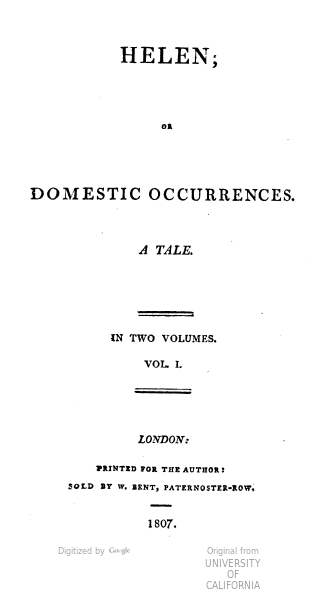 HELEN;
OR
DOMESTIC OCCURRENCES.
A TALE.
IN TWO VOLUMES.
VOL. I.
LONDON:
PRINTED FOR THE AUTHOR:
SOLD BY W. BENT, PATERNOSTER-ROW.
1807.
Digitized by Google
Original from
UNIVERSITY
OF
CALIFORNIA